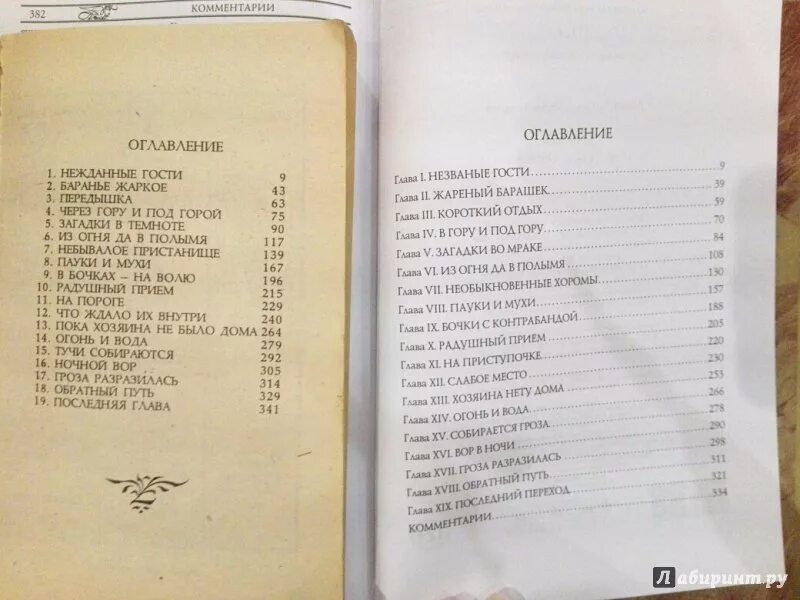 382 КОММЕНТАРИИ
ОГЛАВЛЕНИЕ
1. НЕЖДАННЫЕ ГОСТИ 9
2. БАРАНЬЕ ЖАРКОЕ 43
3. ПЕРЕДЫШКА 63
4. ЧЕРЕЗ ГОРУ И ПОД ГОРОЙ 75
5. ЗАГАДКИ В ТЕМНОТЕ 90
6. ИЗ ОГНЯ ДА В ПОЛЫМЯ 117
7. НЕБЫВАЛОЕ ПРИСТАНИЩЕ 139
8. ПАУКИ И МУХИ 167
9. В БОЧКАХ – НА ВОЛЮ 196
10. РАДУШНЫЙ ПРИЕМ 215
11. НА ПОРОГЕ 229
12. ЧТО ЖДАЛО ИХ ВНУТРИ 240
13. ПОКА ХОЗЯИНА НЕ БЫЛО ДОМА 264
14. ОГОНЬ И ВОДА 279
15. ТУЧИ СОБИРАЮТСЯ 292
16. НОЧНОЙ ВОР 305
17. ГРОЗА РАЗРАЗИЛАСЬ 314
18. ОБРАТНЫЙ ПУТЬ 329
19. ПОСЛЕДНЯЯ ГЛАВА 341
ОГЛАВЛЕНИЕ
Глава I. НЕЗВАНЫЕ ГОСТИ 9
Глава II. ЖАРЕНЫЙ БАРАШЕК 39
Глава III. КОРОТКИЙ ОТДЫХ 59
Глава IV. В ГОРУ И ПОД ГОРУ 70
Глава V. ЗАГАДКИ ВО МРАКЕ 84
Глава VI. ИЗ ОГНЯ ДА В ПОЛЫМЯ 108
Глава VII. НЕОБЫКНОВЕННЫЕ ХОРОМЫ 130
Глава VIII. ПАУКИ И МУХИ 157
Глава IX. БОЧКИ С КОНТРАБАНДОЙ 188
Глава X. РАДУШНЫЙ ПРИЕМ 205
Глава XI. НА ПРИСТУПОЧКЕ 220
Глава XII. СЛАБОЕ МЕСТО 230
Глава XIII. ХОЗЯИНА НЕТУ ДОМА 253
Глава XIV. ОГОНЬ И ВОДА 266
Глава XV. СОБИРАЕТСЯ ГРОЗА 278
Глава XVI. ВОР В НОЧИ 290
Глава XVII. ГРОЗА РАЗРАЗИЛАСЬ 298
Глава XVIII. ОБРАТНЫЙ ПУТЬ 311
Глава XIX. ПОСЛЕДНИЙ ПЕРЕХОД 321
КОММЕНТАРИИ 334
Лабиринт.ру